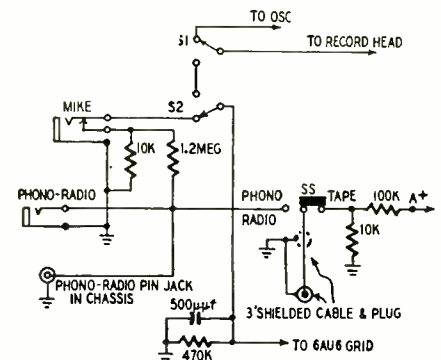 TO OSC
S1
TO RECORD HEAD
MIKE
S2
10K
1.2MEG
PHONO-RADIO
PHONO
SS
TAPE
100K
A+
RADIO
10K
PHONO-RADIO PIN JACK
IN CHASSIS
3'SHIELDED CABLE & PLUG
500µµf
470K
TO 6AU6 GRID